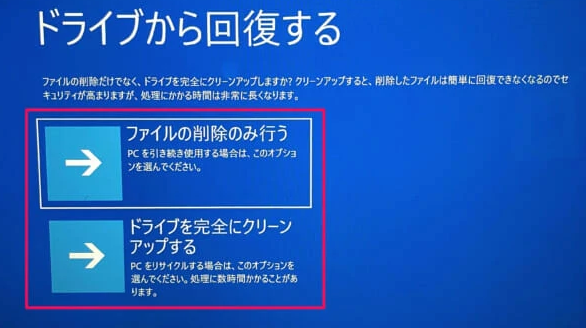 ドライブから回復する
ファイルの削除だけでなく、ドライブを完全にクリーンアップしますか? クリーンアップすると、削除したファイルは簡単に回復できなくなるのでセ
キュリティが高まりますが、処理にかかる時間は非常に長くなります。
ファイルの削除のみ行う
PC を引き続き使用する場合は、このオプショ
ンを選んでください。
ドライブを完全にクリーン
アップする
PC をリサイクルする場合は、このオプションを
選んでください。処理に数時間かかることがあ
ります。